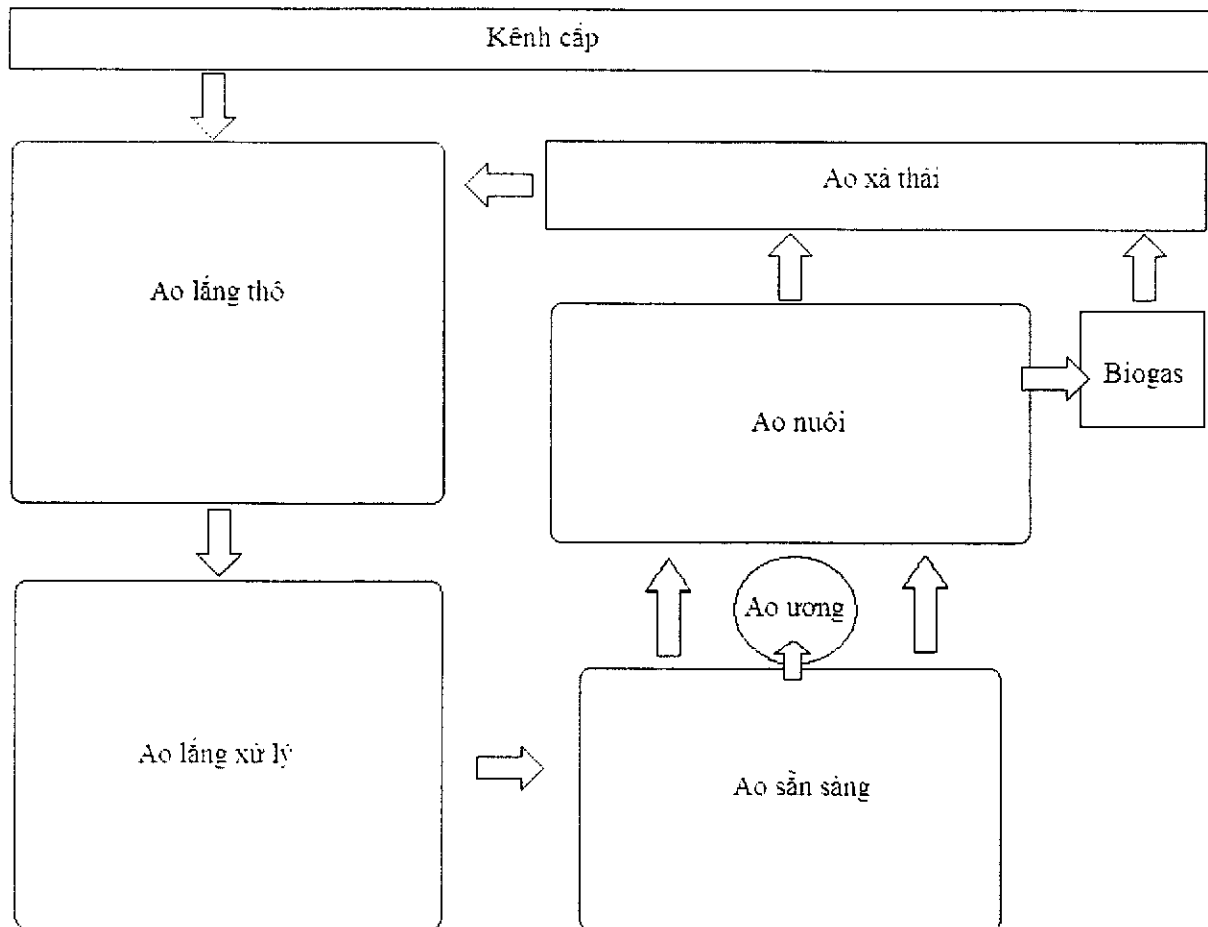 Kênh cấp
Ao xả thải
Ao lắng thô
Biogas
Ao nuôi
Ao ương
Ao lắng xử lý
Ao sẵn sàng